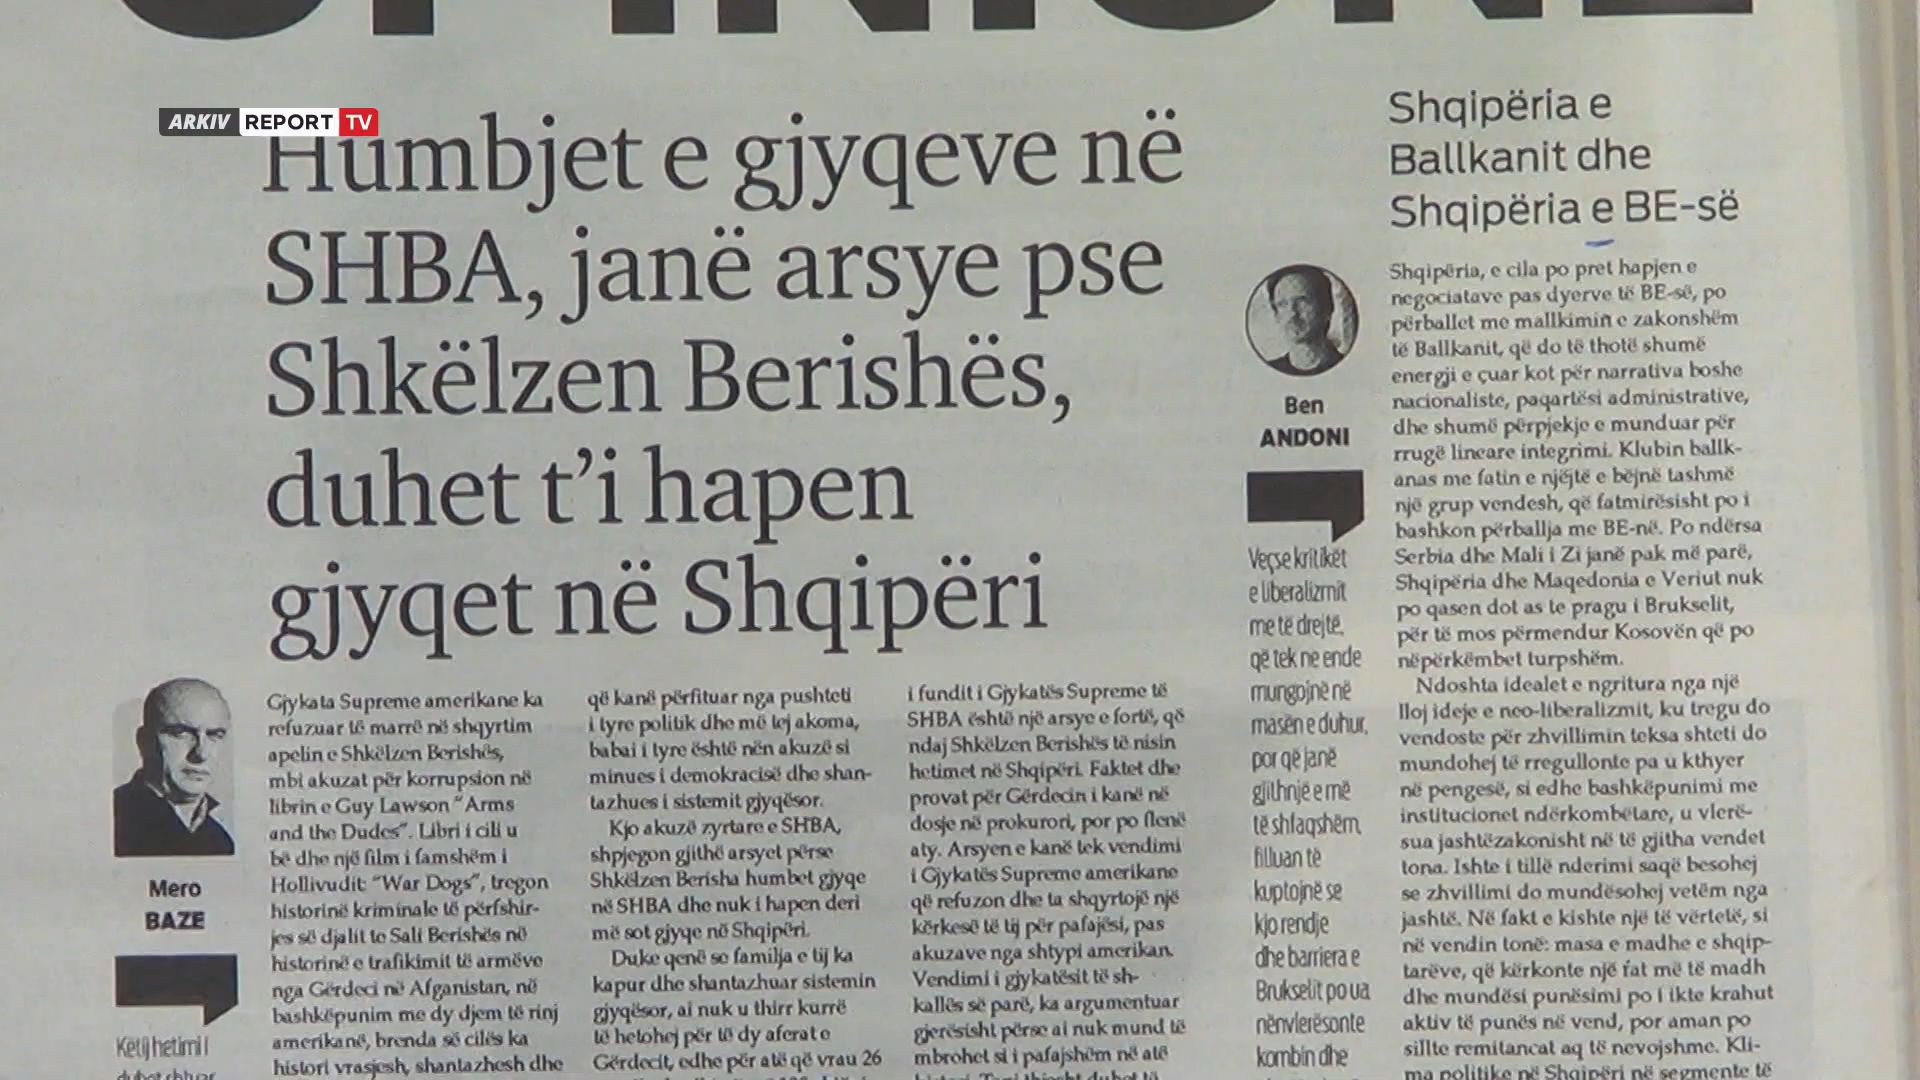 OPINIONE
ARKIV REPORT TV
Humbjet e gjyqeve në
SHBA, janë arsye pse
Shkëlzen Berishës,
duhet t’i hapen
gjyqet në Shqipëri
Mero
BAZE
Këtij hetimi i
duhet shtuar
Gjykata Supreme amerikane ka
refuzuar të marrë në shqyrtim
apelin e Shkëlzen Berishës,
mbi akuzat për korrupsion në
librin e Guy Lawson “Arms
and the Dudes”. Libri i cili u
bë dhe një film i famshëm i
Hollivudit: “War Dogs”, tregon
historinë kriminale të përfshir-
jes së djalit te Sali Berishës në
historinë e trafikimit të armëve
nga Gërdeci në Afganistan, në
bashkëpunim me dy djem të rinj
amerikanë, brenda së cilës ka
histori vrasjesh, shantazhesh dhe
që kanë përfituar nga pushteti
i tyre politik dhe më tej akoma,
babai i tyre është nën akuzë si
minues i demokracisë dhe shan-
tazhues i sistemit gjyqësor.
Kjo akuzë zyrtare e SHBA,
shpjegon gjithë arsyet përse
Shkëlzen Berisha humbet gjyqe
në SHBA dhe nuk i hapen deri
më sot gjyqe në Shqipëri.
Duke qenë se familja e tij ka
kapur dhe shantazhuar sistemin
gjyqësor, ai nuk u thirr kurrë
të hetohej për të dy aferat e
Gërdecit, edhe për atë që vrau 26
i fundit i Gjykatës Supreme të
SHBA është një arsye e fortë, që
ndaj Shkëlzen Berishës të nisin
hetimet në Shqipëri. Faktet dhe
provat për Gërdecin i kanë në
dosje në prokurori, por po flenë
aty. Arsyen e kanë tek vendimi
i Gjykatës Supreme amerikane
që refuzon dhe ta shqyrtojë një
kërkesë të tij për pafajësi, pas
akuzave nga shtypi amerikan.
Vendimi i gjykatësit të sh-
kallës së parë, ka argumentuar
gjerësisht përse ai nuk mund të
mbrohet si i pafajshëm në atë
Shqipëria e
Ballkanit dhe
Shqipëria e BE-së
Ben
ANDONI
Veçse kritikët
e liberalizmit
me të drejtë,
që tek ne ende
mungojnë në
masën e duhur,
por që janë
gjithnjë e më
të shfaqshëm,
filluan të
kuptojnë se
kjo rendje
dhe barriera e
Brukselit po ua
nënvlerësonte
kombin dhe
Shqipëria, e cila po pret hapjen e
negociatave pas dyerve të BE-së, po
përballet me mallkimin e zakonshëm
të Ballkanit, që do të thotë shumë
energji e çuar kot për narrativa boshe
nacionaliste, paqartësi administrative,
dhe shumë përpjekje e munduar për
rrugë lineare integrimi. Klubin ballk-
anas me fatin e njëjtë e bëjnë tashmë
një grup vendesh, që fatmirësisht po i
bashkon përballja me BE-në. Po ndërsa
Serbia dhe Mali i Zi janë pak më parë,
Shqipëria dhe Maqedonia e Veriut nuk
po qasen dot as te pragu i Brukselit,
për të mos përmendur Kosovën që po
nëpërkëmbet turpshëm.
Ndoshta idealet e ngritura nga një
lloj ideje e neo-liberalizmit, ku tregu do
vendoste për zhvillimin teksa shteti do
mundohej të rregullonte pa u kthyer
në pengesë, si edhe bashkëpunimi me
institucionet ndërkombëtare, u vlerë-
sua jashtëzakonisht në të gjitha vendet
tona. Ishte i tillë nderimi saqë besohej
se zhvillimi do mundësohej vetëm nga
jashtë. Në fakt e kishte një të vërtetë, si
në vendin tonë: masa e madhe e shqip-
tarëve, që kërkonte një fat më të madh
dhe mundësi punësimi po i ikte krahut
aktiv të punës në vend, por aman po
sillte remitancat aq të nevojshme. Kli-
ma politike në Shqipëri në segmente të